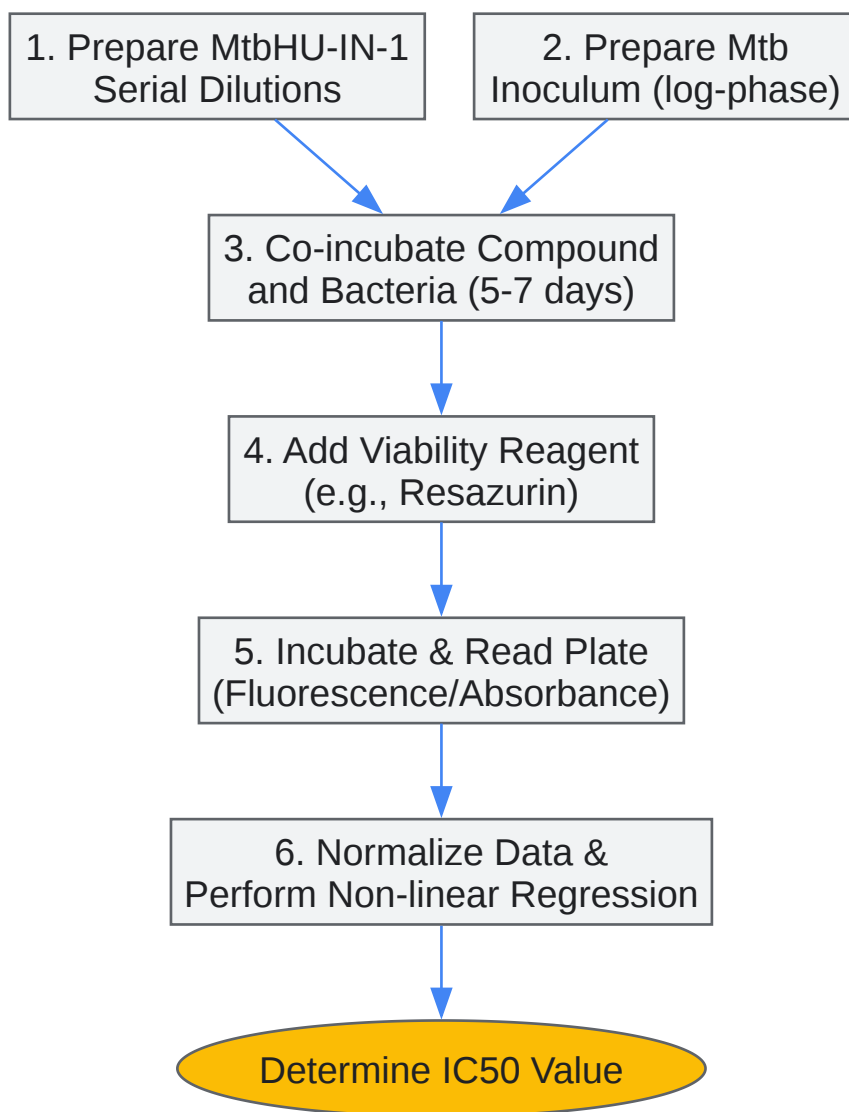 1. Prepare MtbHU-IN-1
Serial Dilutions
2. Prepare Mtb
Inoculum (log-phase)
3. Co-incubate Compound
and Bacteria (5-7 days)
4. Add Viability Reagent
(e.g., Resazurin)
5. Incubate & Read Plate
(Fluorescence/Absorbance)
6. Normalize Data &
Perform Non-linear Regression
Determine IC50 Value